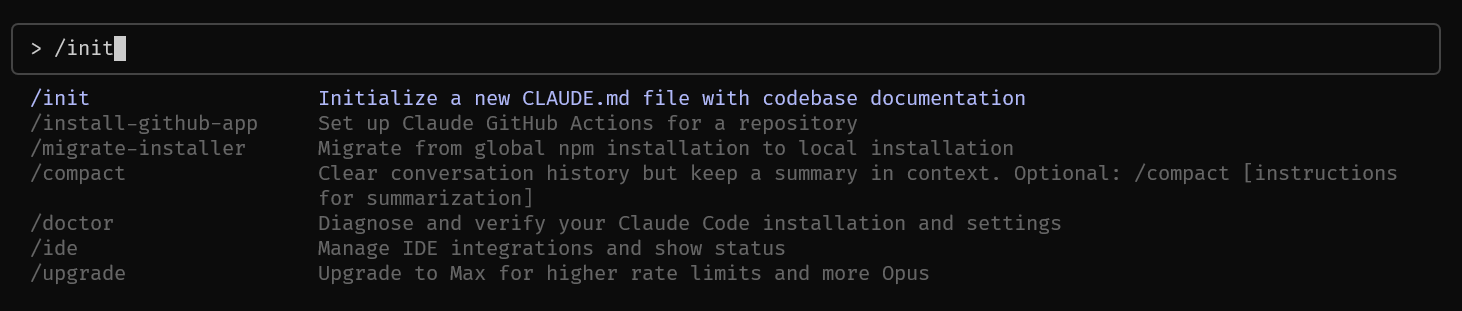 > /init
/init Initialize a new CLAUDE.md file with codebase documentation
/install-github-app Set up Claude GitHub Actions for a repository
/migrate-installer Migrate from global npm installation to local installation
/compact Clear conversation history but keep a summary in context. Optional: /compact [instructions
for summarization]
/doctor Diagnose and verify your Claude Code installation and settings
/ide Manage IDE integrations and show status
/upgrade Upgrade to Max for higher rate limits and more Opus